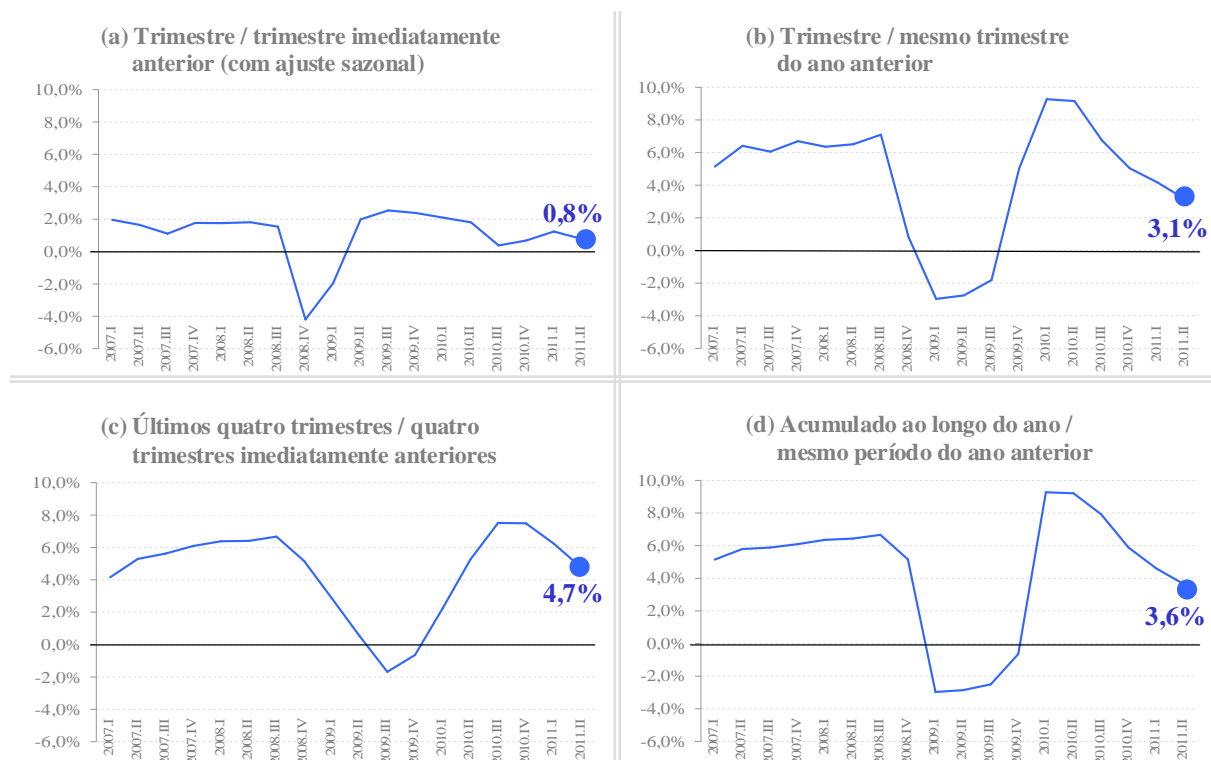 (a) Trimestre / trimestre imediatamente
anterior (com ajuste sazonal)
10,0%
8,0%
6,0%
4,0%
2,0%
0,0%
-2,0%
-4,0%
-6,0%
0,8%
2007.I
2007.II
2007.III
2007.IV
2008.I
2008.II
2008.III
2008.IV
2009.I
2009.II
2009.III
2009.IV
2010.I
2010.II
2010.III
2010.IV
2011.I
2011.II
(b) Trimestre / mesmo trimestre
do ano anterior
10,0%
8,0%
6,0%
4,0%
2,0%
0,0%
-2,0%
-4,0%
-6,0%
3,1%
2007.I
2007.II
2007.III
2007.IV
2008.I
2008.II
2008.III
2008.IV
2009.I
2009.II
2009.III
2009.IV
2010.I
2010.II
2010.III
2010.IV
2011.I
2011.II
(c) Últimos quatro trimestres / quatro
trimestres imediatamente anteriores
10,0%
8,0%
6,0%
4,0%
2,0%
0,0%
-2,0%
-4,0%
-6,0%
4,7%
2007.I
2007.II
2007.III
2007.IV
2008.I
2008.II
2008.III
2008.IV
2009.I
2009.II
2009.III
2009.IV
2010.I
2010.II
2010.III
2010.IV
2011.I
2011.II
(d) Acumulado ao longo do ano /
mesmo período do ano anterior
10,0%
8,0%
6,0%
4,0%
2,0%
0,0%
-2,0%
-4,0%
-6,0%
3,6%
2007.I
2007.II
2007.III
2007.IV
2008.I
2008.II
2008.III
2008.IV
2009.I
2009.II
2009.III
2009.IV
2010.I
2010.II
2010.III
2010.IV
2011.I
2011.II